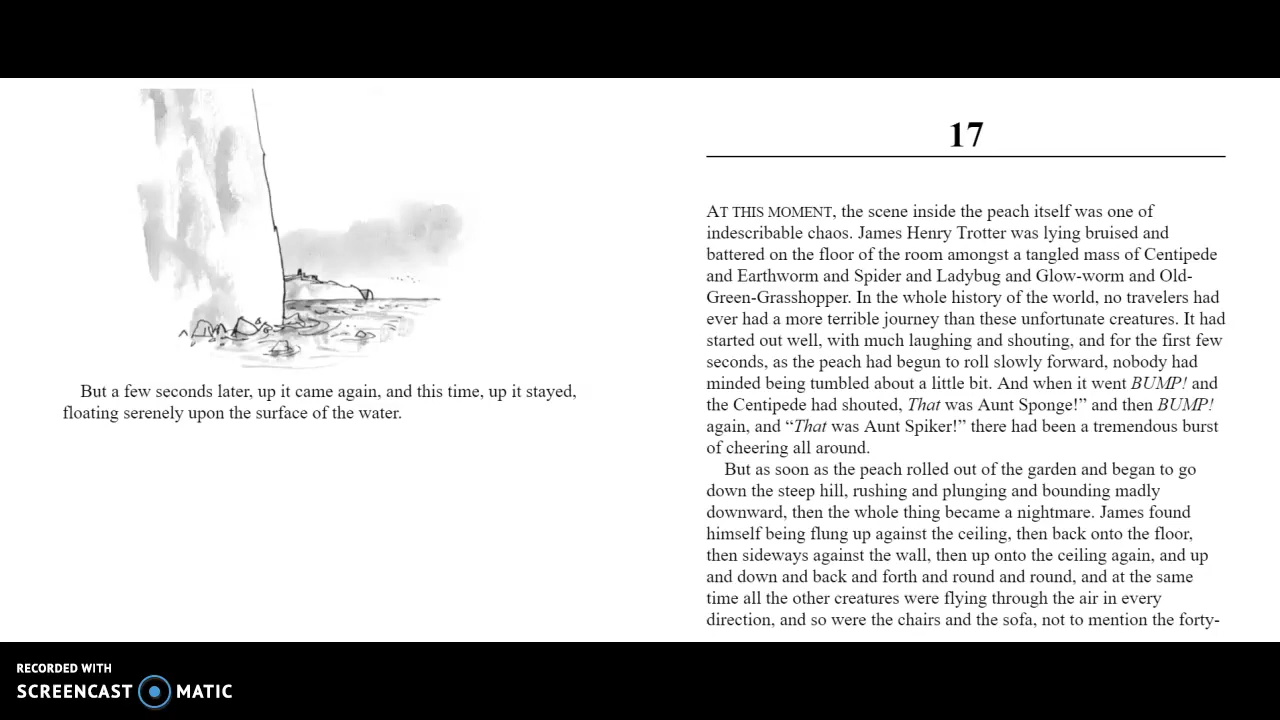 But a few seconds later, up it came again, and this time, up it stayed,
floating serenely upon the surface of the water.
17
AT THIS MOMENT, the scene inside the peach itself was one of
indescribable chaos. James Henry Trotter was lying bruised and
battered on the floor of the room amongst a tangled mass of Centipede
and Earthworm and Spider and Ladybug and Glow-worm and Old-
Green-Grasshopper. In the whole history of the world, no travelers had
ever had a more terrible journey than these unfortunate creatures. It had
started out well, with much laughing and shouting, and for the first few
seconds, as the peach had begun to roll slowly forward, nobody had
minded being tumbled about a little bit. And when it went BUMP! and
the Centipede had shouted, That was Aunt Sponge!” and then BUMP!
again, and “That was Aunt Spiker!” there had been a tremendous burst
of cheering all around.
But as soon as the peach rolled out of the garden and began to go
down the steep hill, rushing and plunging and bounding madly
downward, then the whole thing became a nightmare. James found
himself being flung up against the ceiling, then back onto the floor,
then sideways against the wall, then up onto the ceiling again, and up
and down and back and forth and round and round, and at the same
time all the other creatures were flying through the air in every
direction, and so were the chairs and the sofa, not to mention the forty-
RECORDED WITH
SCREENCAST MATIC